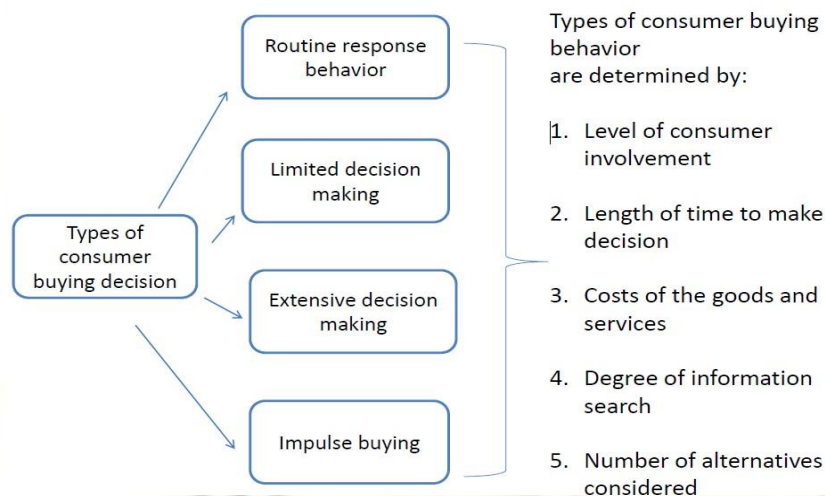 Types of
consumer
buying decision
Routine response
behavior
Limited decision
making
Extensive decision
making
Impulse buying
Types of consumer buying
behavior
are determined by:
1. Level of consumer
involvement
2. Length of time to make
decision
3. Costs of the goods and
services
4. Degree of information
search
5. Number of alternatives
considered